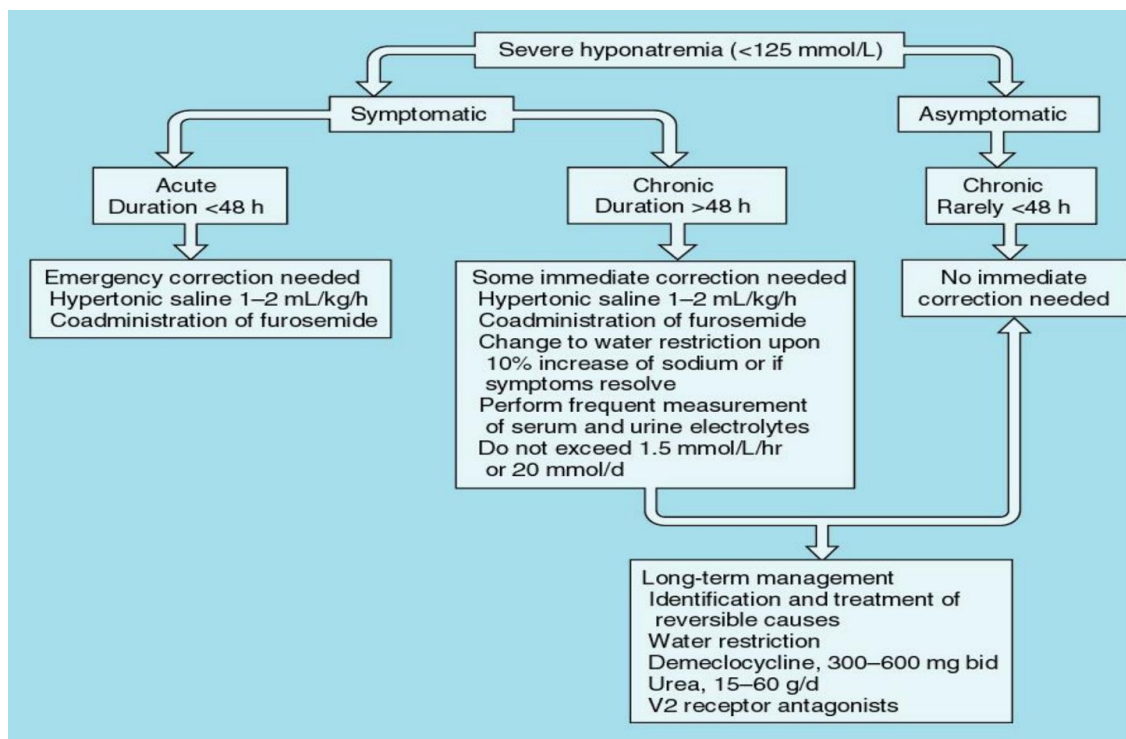 Severe hyponatremia (<125 mmol/L)
Symptomatic
Asymptomatic
Acute
Duration <48 h
Chronic
Duration >48 h
Chronic
Rarely <48 h
Emergency correction needed
Hypertonic saline 1–2 mL/kg/h
Coadministration of furosemide
Some immediate correction needed
Hypertonic saline 1–2 mL/kg/h
Coadministration of furosemide
Change to water restriction upon
10% increase of sodium or if
symptoms resolve
Perform frequent measurement
of serum and urine electrolytes
Do not exceed 1.5 mmol/L/hr
or 20 mmol/d
No immediate
correction needed
Long-term management
Identification and treatment of
reversible causes
Water restriction
Demeclocycline, 300–600 mg bid
Urea, 15–60 g/d
V2 receptor antagonists